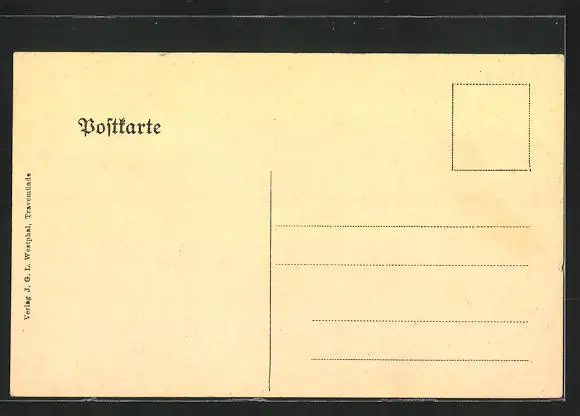 Poſtkarte
Verlag J. G. L. Westphal, Travemünde